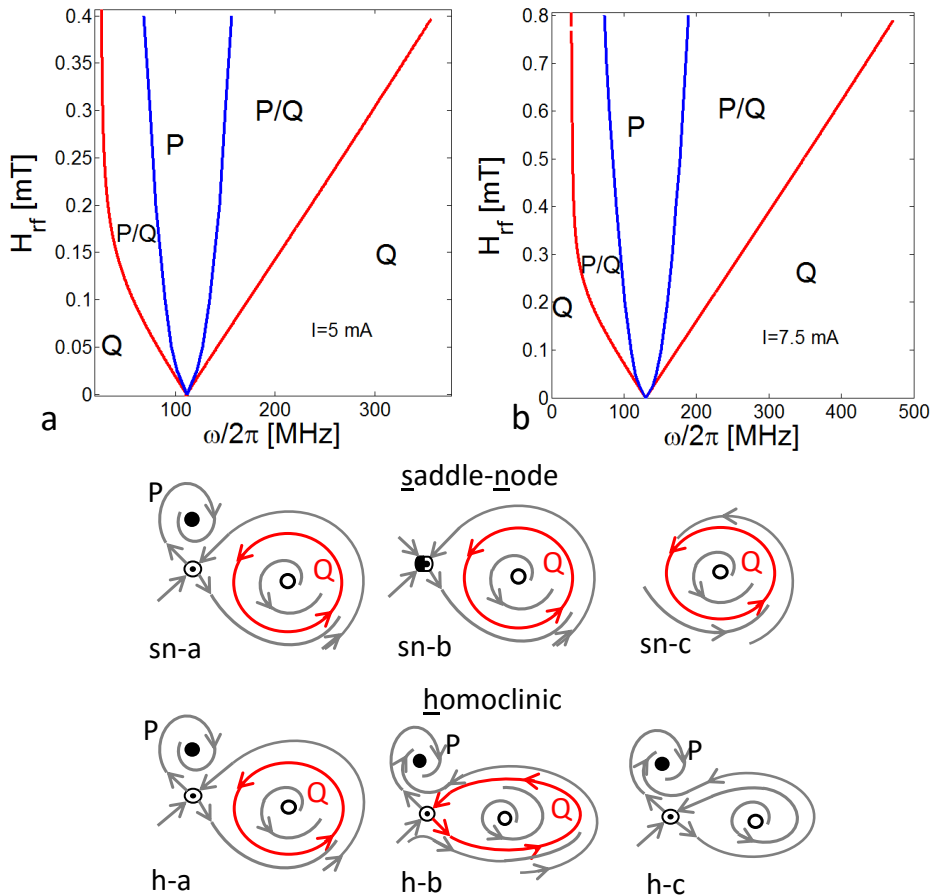 0.4
0.35
0.3
0.25
0.2
0.15
0.1
0.05
0
H_rf [mT]
P
P/Q
P/Q
Q
Q
I=5 mA
100 200 300
ω/2π [MHz]
a
0.8
0.7
0.6
0.5
0.4
0.3
0.2
0.1
0
H_rf [mT]
P
P/Q
P/Q
Q
Q
I=7.5 mA
0 100 200 300 400 500
ω/2π [MHz]
b
saddle-node
P
Q
Q
Q
sn-a
sn-b
sn-c
homoclinic
P
P
P
Q
Q
h-a
h-b
h-c